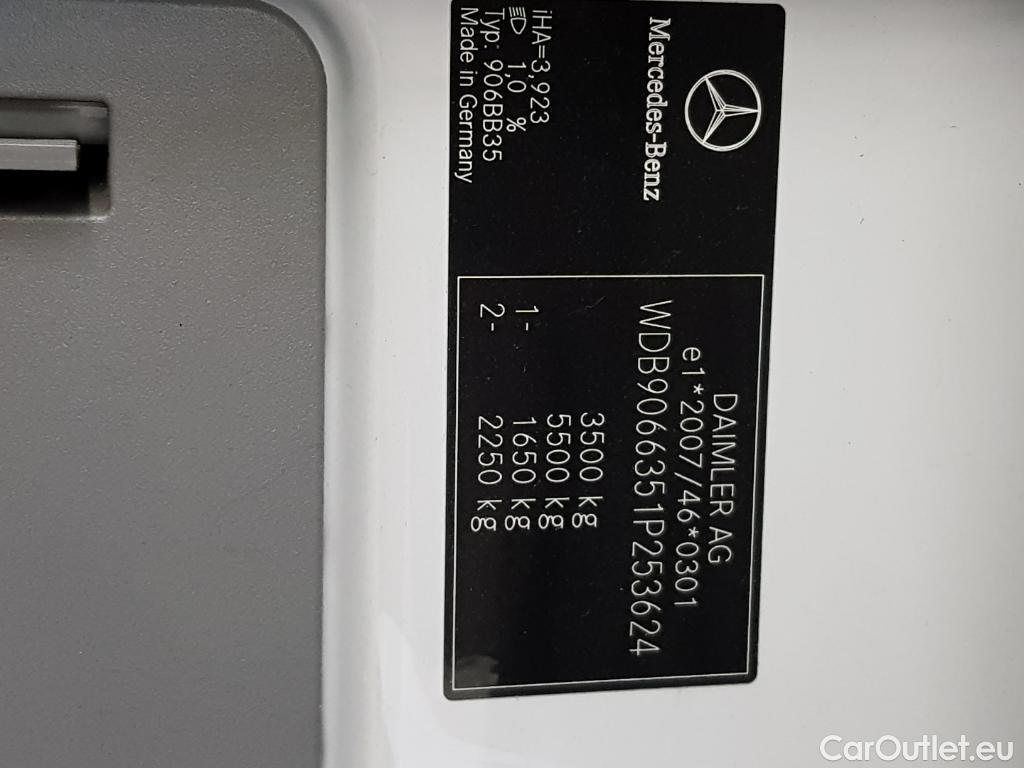 Mercedes-Benz
iHA=3,923
1,0 %
Typ: 906BB35
Made in Germany
DAIMLER AG
e1*2007/46*0301
WDB9066351P253624
3500 kg
5500 kg
1- 1650 kg
2- 2250 kg
CarOutlet.eu